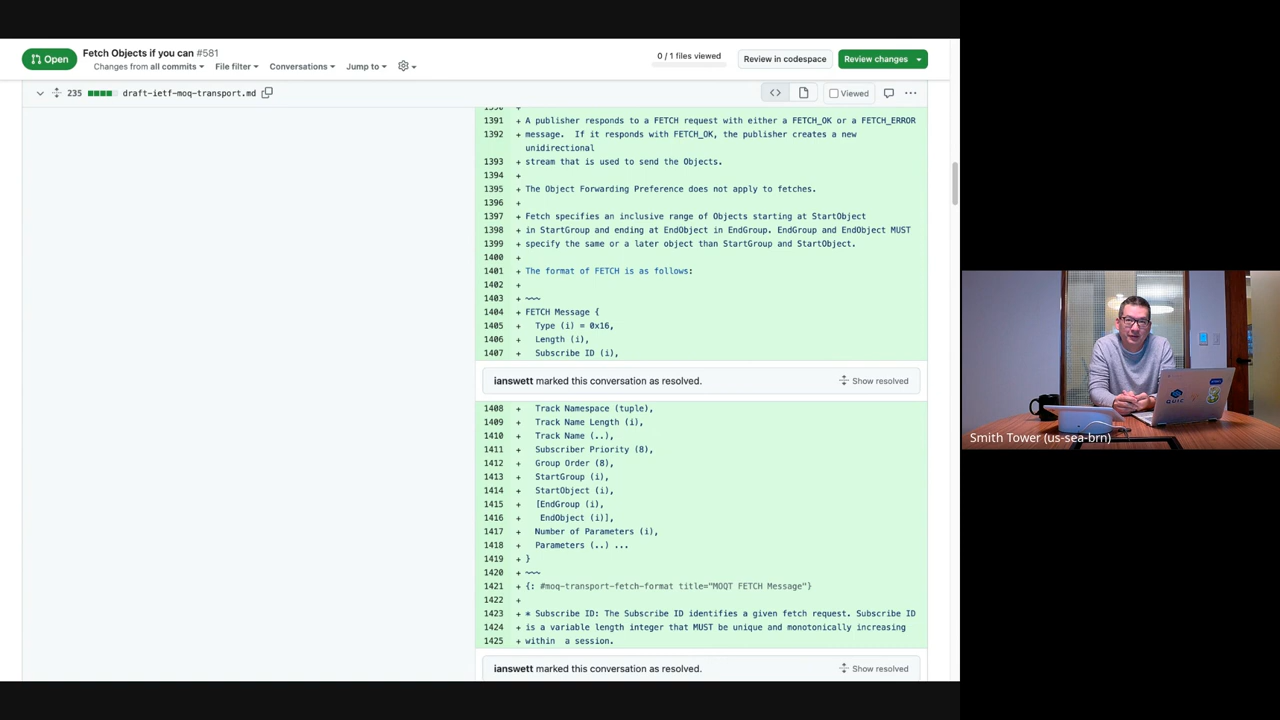 Open
Fetch Objects if you can #581
Changes from all commits
File filter
Conversations
Jump to
0 / 1 files viewed
Review in codespace
Review changes
235 draft-ietf-moq-transport.md
Viewed
1390 +
1391 + A publisher responds to a FETCH request with either a FETCH_OK or a FETCH_ERROR
1392 + message.  If it responds with FETCH_OK, the publisher creates a new
unidirectional
1393 + stream that is used to send the Objects.
1394 +
1395 + The Object Forwarding Preference does not apply to fetches.
1396 +
1397 + Fetch specifies an inclusive range of Objects starting at StartObject
1398 + in StartGroup and ending at EndObject in EndGroup. EndGroup and EndObject MUST
1399 + specify the same or a later object than StartGroup and StartObject.
1400 +
1401 + The format of FETCH is as follows:
1402 +
1403 + ~~~
1404 + FETCH Message {
1405 + Type (i) = 0x16,
1406 + Length (i),
1407 + Subscribe ID (i),
ianswett marked this conversation as resolved.
Show resolved
1408 + Track Namespace (tuple),
1409 + Track Name Length (i),
1410 + Track Name (..),
1411 + Subscriber Priority (8),
1412 + Group Order (8),
1413 + StartGroup (i),
1414 + StartObject (i),
1415 + [EndGroup (i),
1416 + EndObject (i)],
1417 + Number of Parameters (i),
1418 + Parameters (..) ...
1419 + }
1420 + ~~~
1421 + {: #moq-transport-fetch-format title="MOQT FETCH Message"}
1422 +
1423 + * Subscribe ID: The Subscribe ID identifies a given fetch request. Subscribe ID
1424 + is a variable length integer that MUST be unique and monotonically increasing
1425 + within  a session.
ianswett marked this conversation as resolved.
Show resolved
QUIC
Smith Tower (us-sea-brn)